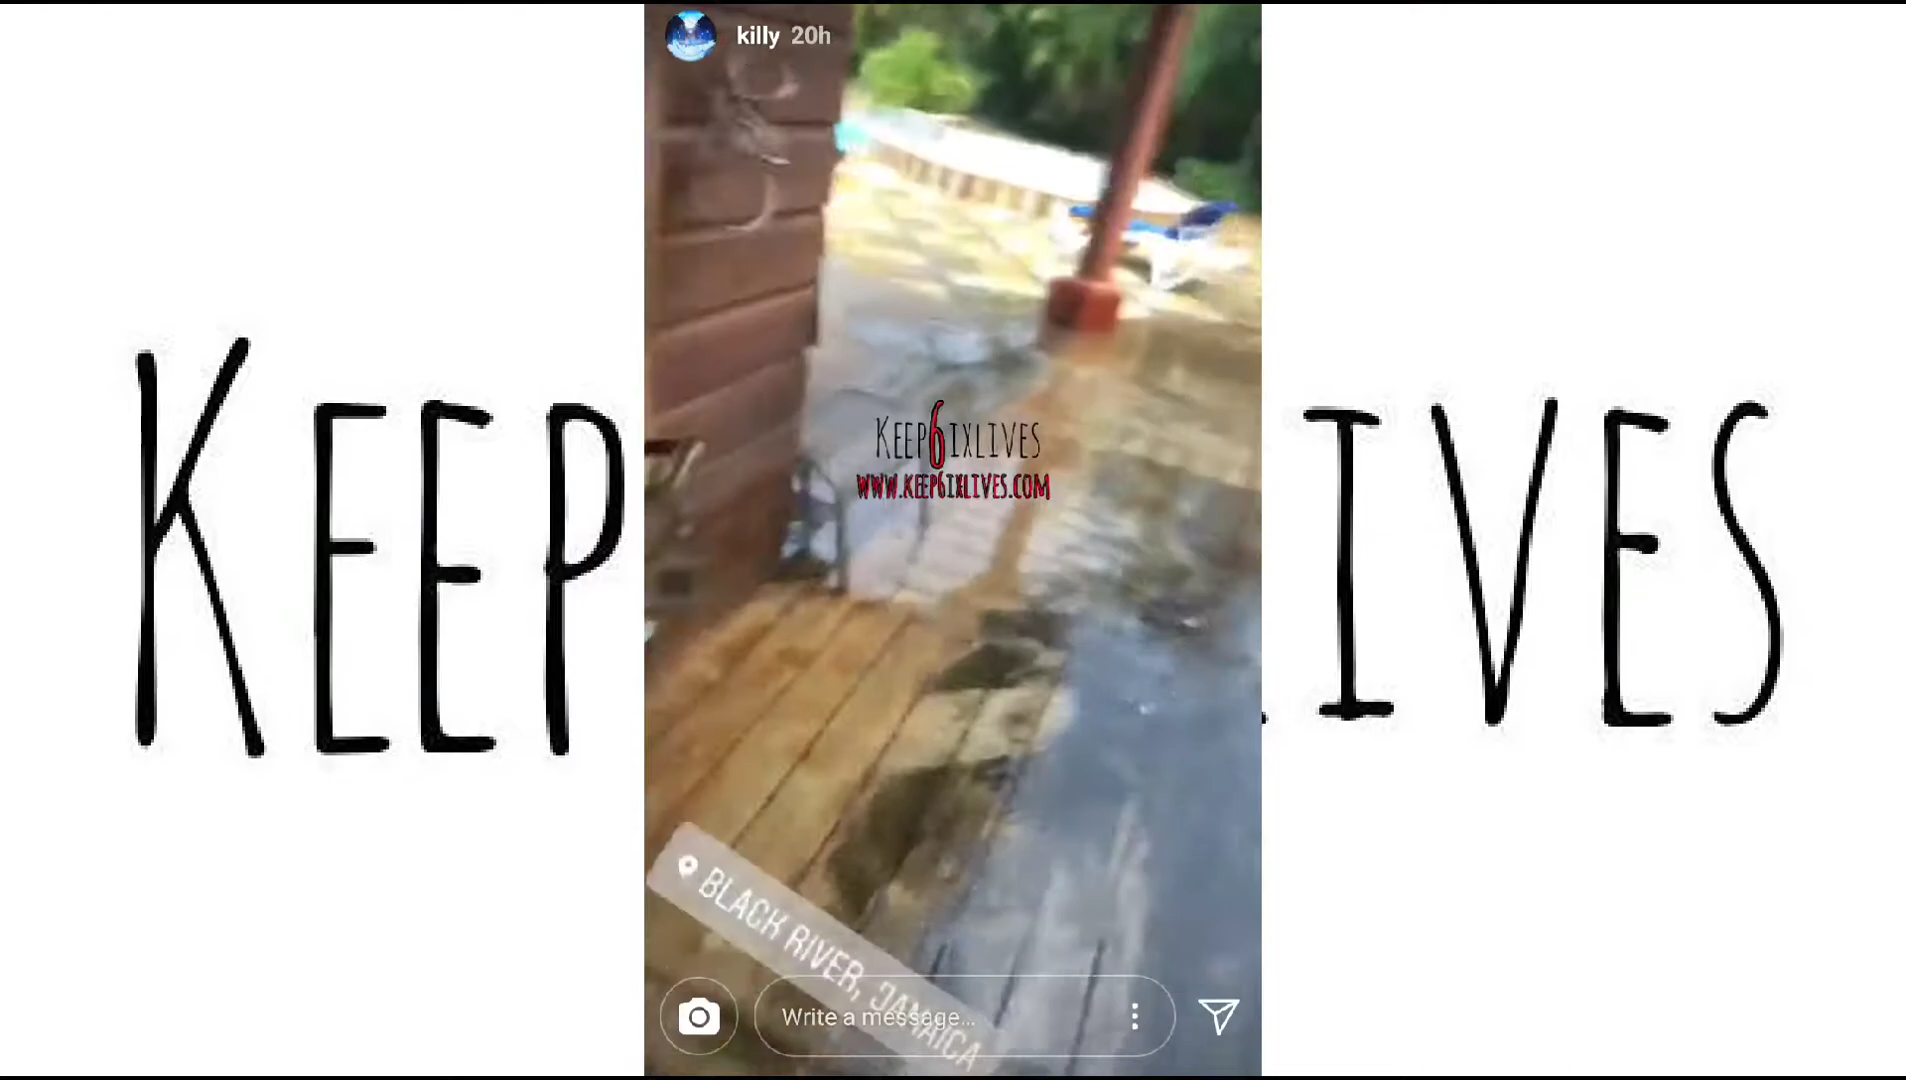 killy 20h
KEEP IVES
KEEP6IXLIVES
WWW.KEEP6IXLIVES.COM
BLACK RIVER, JAMAICA
Write a message...